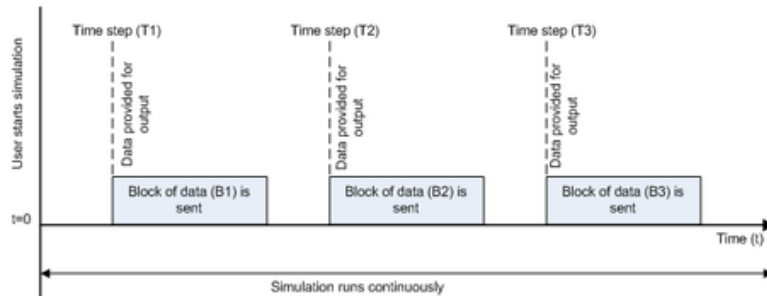 Time step (T1)
Time step (T2)
Time step (T3)
User starts simulation
Data provided for
output
Data provided for
output
Data provided for
output
Block of data (B1) is
sent
Block of data (B2) is
sent
Block of data (B3) is
sent
t=0
Time (t)
Simulation runs continuously